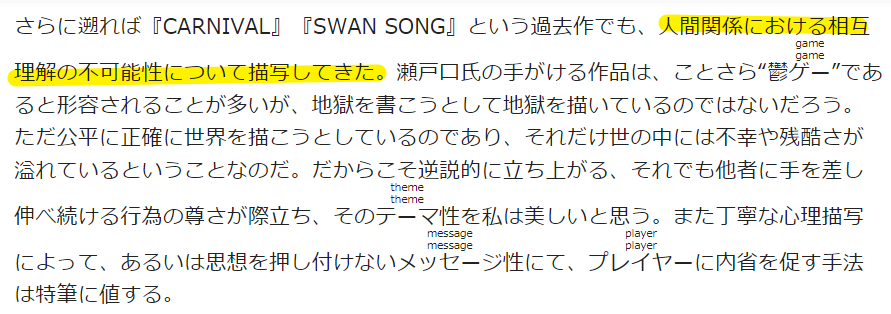 さらに遡れば『CARNIVAL』『SWAN SONG』という過去作でも、人間関係における相互
game
game
理解の不可能性について描写してきた。瀬戸口氏の手がける作品は、ことさら“鬱ゲー”であ
ると形容されることが多いが、地獄を書こうとして地獄を描いているのではないだろう。
ただ公平に正確に世界を描こうとしているのであり、それだけ世の中には不幸や残酷さが
溢れているということなのだ。だからこそ逆説的に立ち上がる、それでも他者に手を差し
theme
theme
伸べ続ける行為の尊さが際立ち、そのテーマ性を私は美しいと思う。また丁寧な心理描写
message player
message player
によって、あるいは思想を押し付けないメッセージ性にて、プレイヤーに内省を促す手法
は特筆に値する。